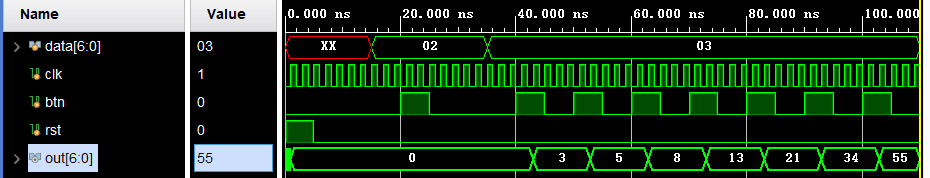 Name Value 0.000 ns 20.000 ns 40.000 ns 60.000 ns 80.000 ns 100.000
data[6:0] 03 XX 02 03
clk 1
btn 0
rst 0
out[6:0] 55 0 3 5 8 13 21 34 55